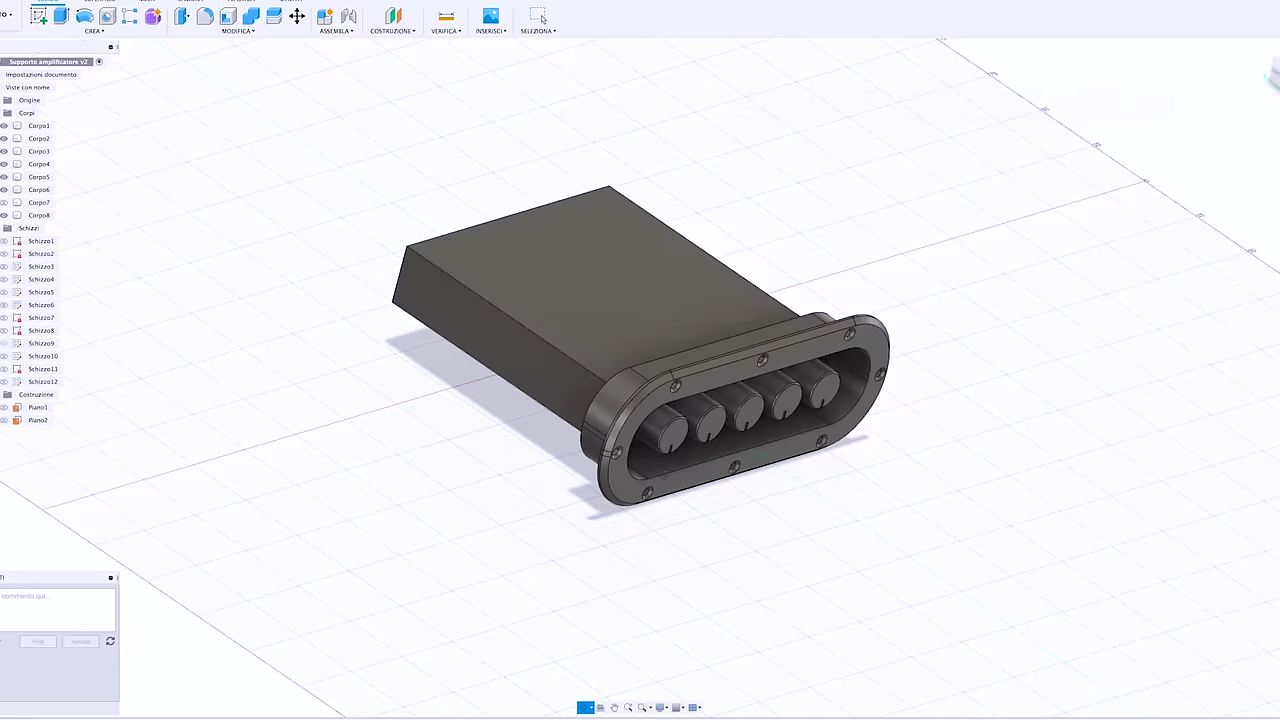 CREA
MODIFICA
ASSEMBLA
COSTRUZIONE
VERIFICA
INSERISCI
SELEZIONA
Supporto amplificatore v2
Impostazioni documento
Viste con nome
Origine
Corpi
Corpo1
Corpo2
Corpo3
Corpo4
Corpo5
Corpo6
Corpo7
Corpo8
Schizzi
Schizzo1
Schizzo2
Schizzo3
Schizzo4
Schizzo5
Schizzo6
Schizzo7
Schizzo8
Schizzo9
Schizzo10
Schizzo11
Schizzo12
Costruzione
Piano1
Piano2
TI
commento qui...
Annulla